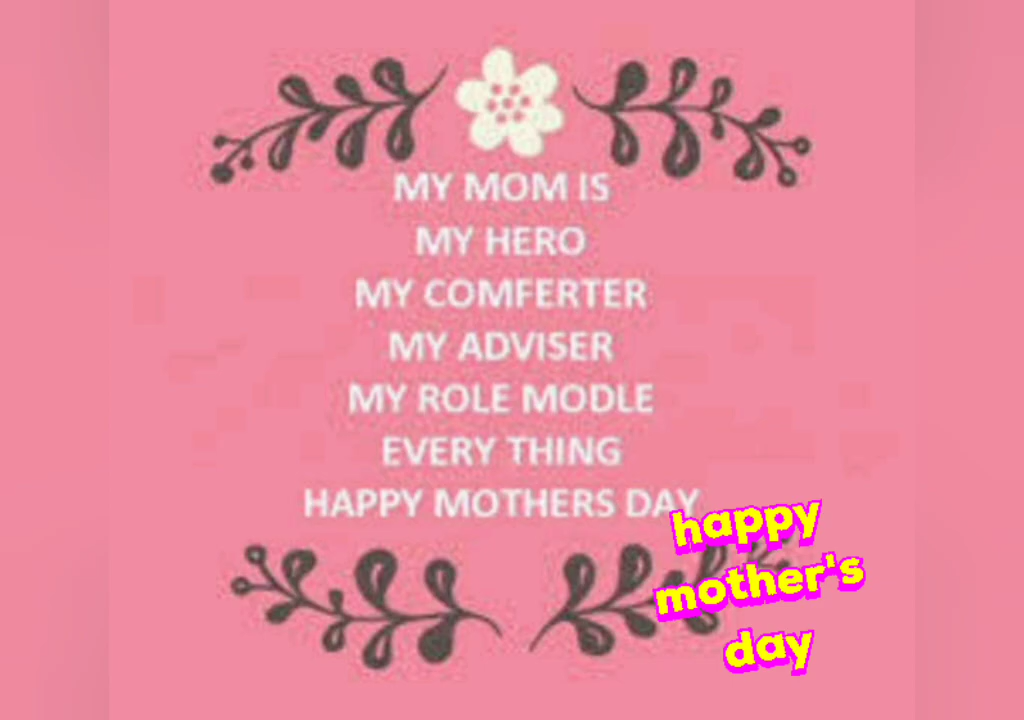 MY MOM IS
MY HERO
MY COMFERTER
MY ADVISER
MY ROLE MODLE
EVERY THING
HAPPY MOTHERS DAY
happy
mother's
day